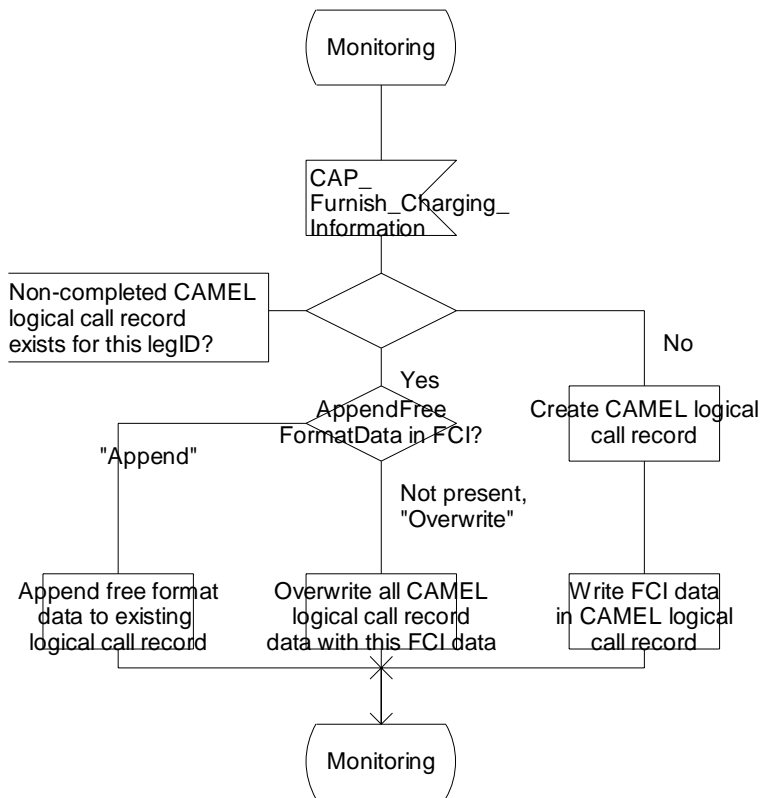 Monitoring
CAP_
Furnish_Charging_
Information
Non-completed CAMEL
logical call record
exists for this legID?
No
Yes
AppendFree
FormatData in FCI?
Create CAMEL logical
call record
"Append"
Not present,
"Overwrite"
Append free format
data to existing
logical call record
Overwrite all CAMEL
logical call record
data with this FCI data
Write FCI data
in CAMEL logical
call record
Monitoring